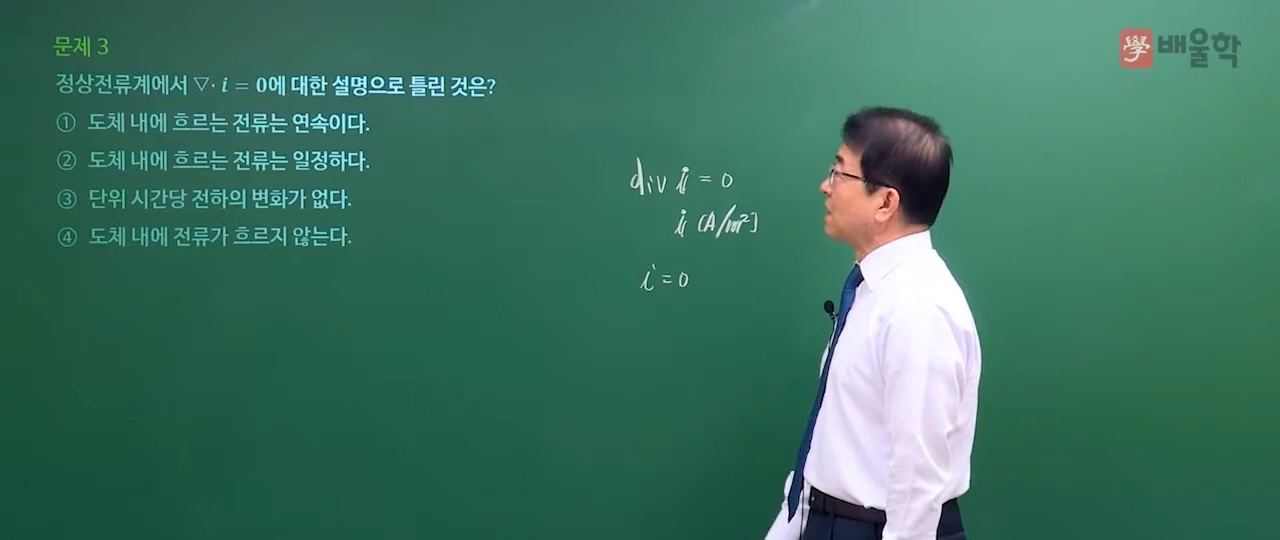 문제 3
정상전류계에서 ∇· i = 0에 대한 설명으로 틀린 것은?
① 도체 내에 흐르는 전류는 연속이다.
② 도체 내에 흐르는 전류는 일정하다.
③ 단위 시간당 전하의 변화가 없다.
④ 도체 내에 전류가 흐르지 않는다.
div i = 0
i [A/m²]
i = 0
學 배울학